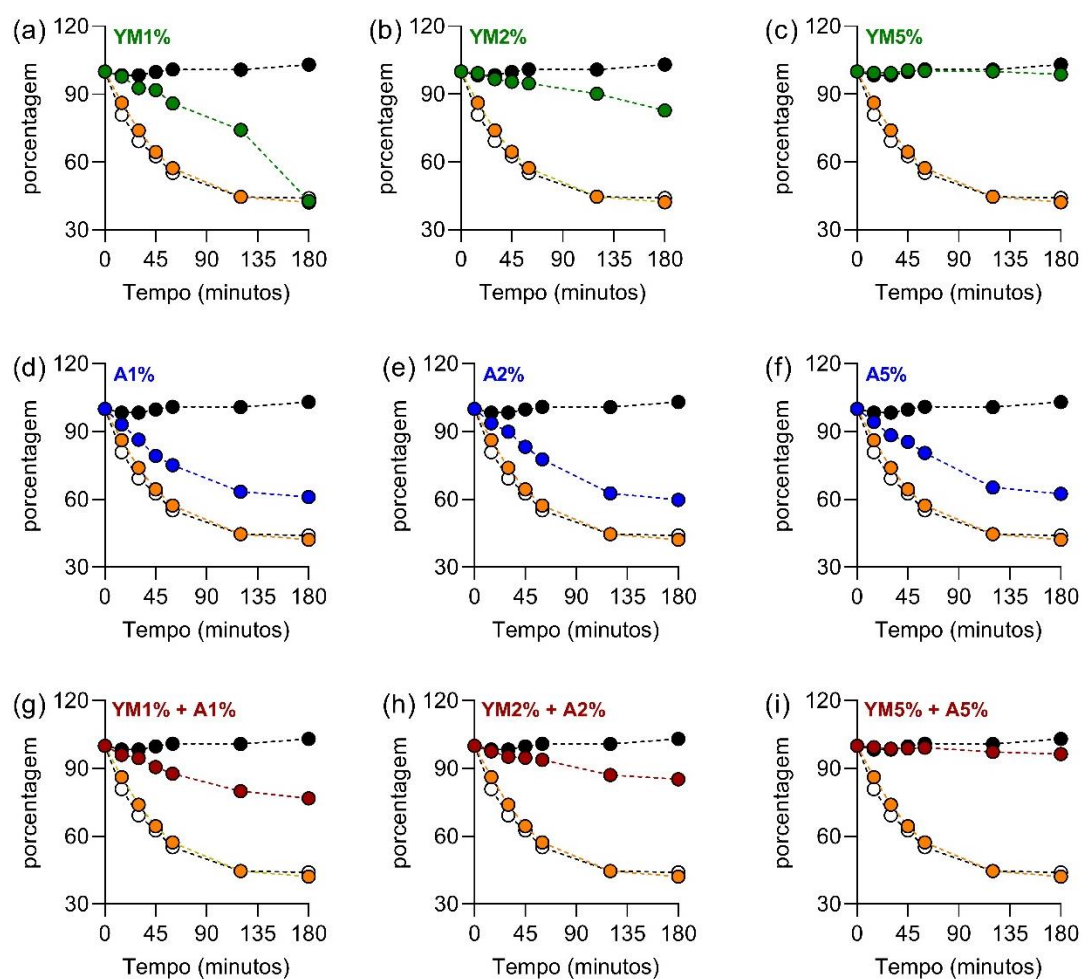 (a) YM1%
120
90
60
30
porcentagem
0 45 90 135 180
Tempo (minutos)
(b) YM2%
120
90
60
30
porcentagem
0 45 90 135 180
Tempo (minutos)
(c) YM5%
120
90
60
30
porcentagem
0 45 90 135 180
Tempo (minutos)
(d) A1%
120
90
60
30
porcentagem
0 45 90 135 180
Tempo (minutos)
(e) A2%
120
90
60
30
porcentagem
0 45 90 135 180
Tempo (minutos)
(f) A5%
120
90
60
30
porcentagem
0 45 90 135 180
Tempo (minutos)
(g) YM1% + A1%
120
90
60
30
porcentagem
0 45 90 135 180
Tempo (minutos)
(h) YM2% + A2%
120
90
60
30
porcentagem
0 45 90 135 180
Tempo (minutos)
(i) YM5% + A5%
120
90
60
30
porcentagem
0 45 90 135 180
Tempo (minutos)